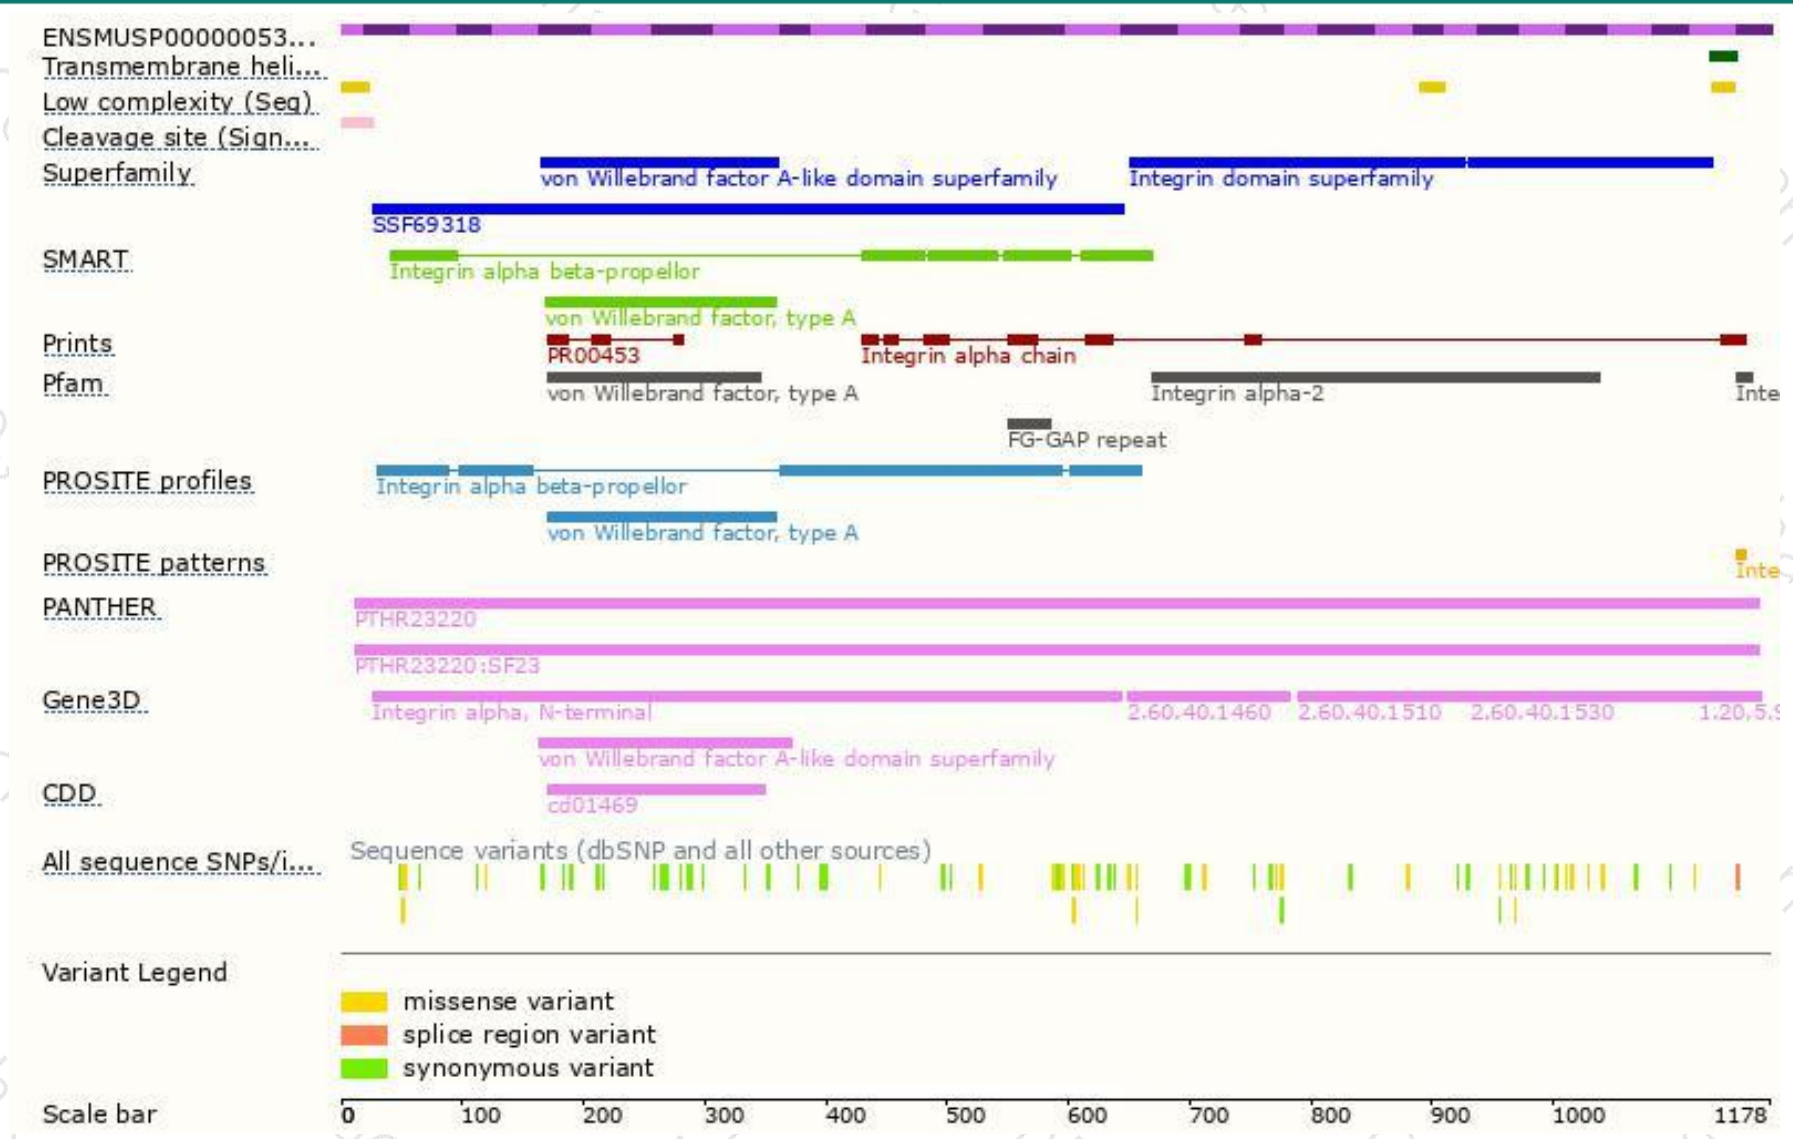 ENSMUSP00000053...
Transmembrane heli...
Low complexity (Seg)
Cleavage site (Sign...
Superfamily
von Willebrand factor A-like domain superfamily
Integrin domain superfamily
SSF69318
SMART
Integrin alpha beta-propellor
von Willebrand factor, type A
Prints
PR00453
Integrin alpha chain
Pfam
von Willebrand factor, type A
Integrin alpha-2
Inte
FG-GAP repeat
PROSITE profiles
Integrin alpha beta-propellor
von Willebrand factor, type A
PROSITE patterns
Inte
PANTHER
PTHR23220
PTHR23220:SF23
Gene3D
Integrin alpha, N-terminal
2.60.40.1460
2.60.40.1510
2.60.40.1530
1.20.5.9
von Willebrand factor A-like domain superfamily
CDD
cd01469
All sequence SNPs/i...
Sequence variants (dbSNP and all other sources)
Variant Legend
missense variant
splice region variant
synonymous variant
Scale bar
0 100 200 300 400 500 600 700 800 900 1000 1178